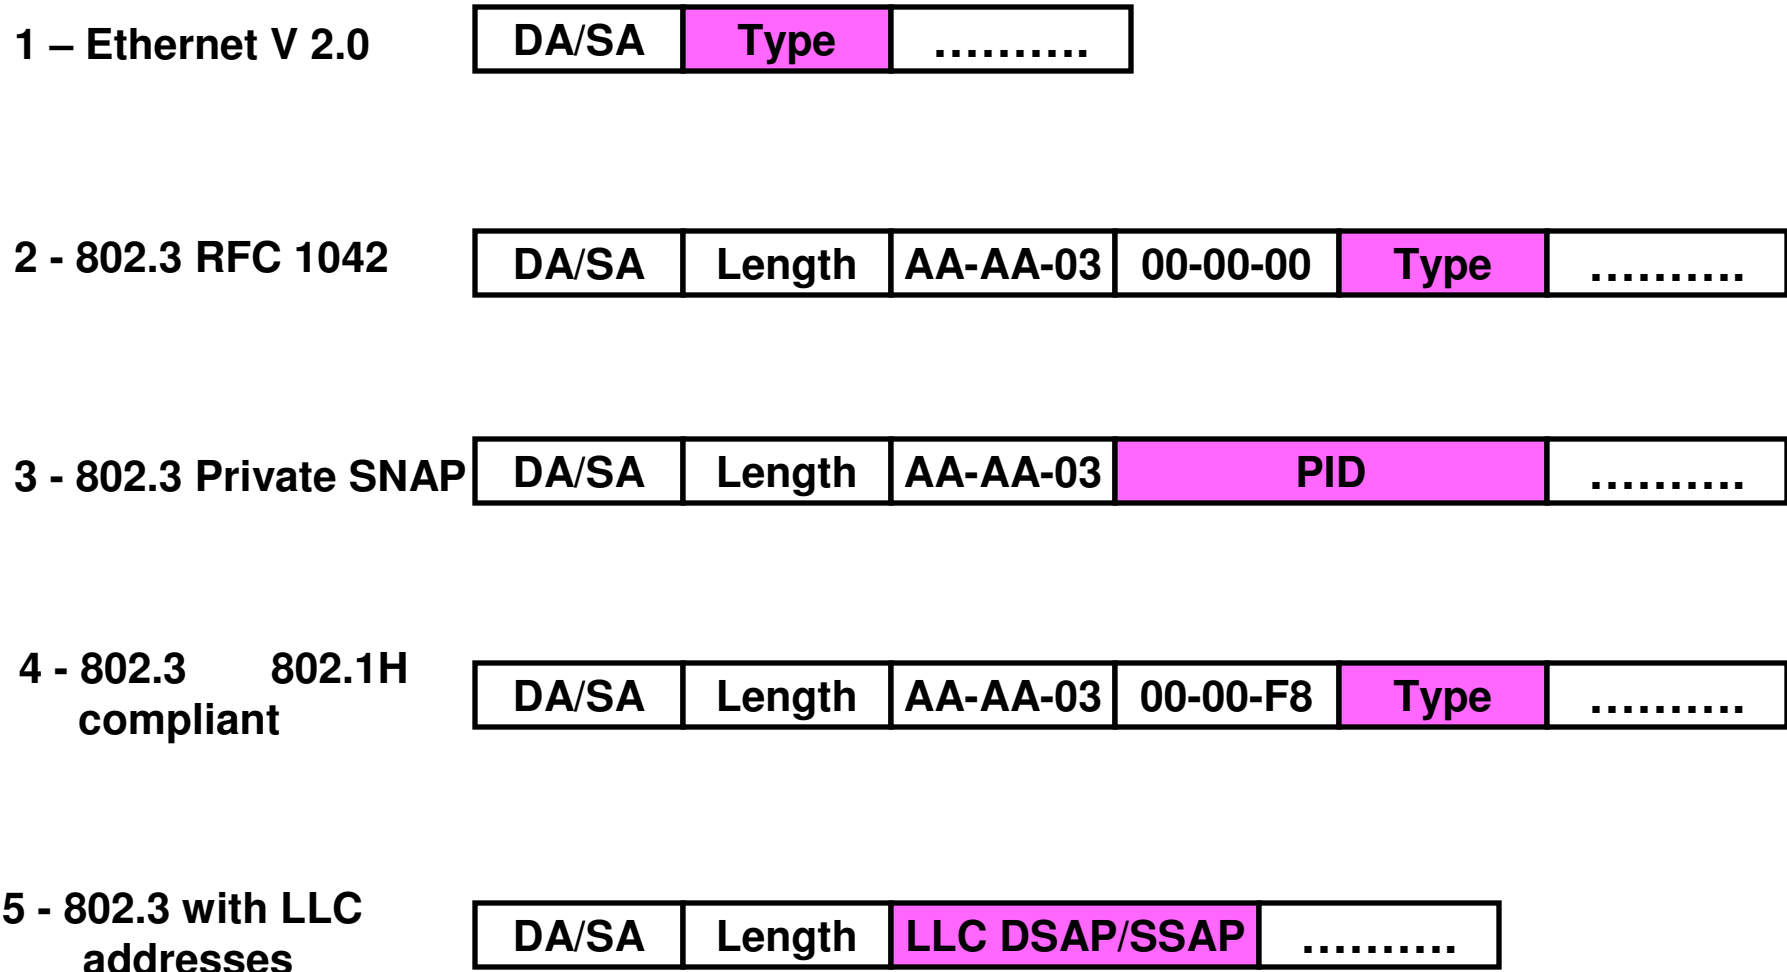 1 – Ethernet V 2.0 DA/SA Type ..........
2 - 802.3 RFC 1042 DA/SA Length AA-AA-03 00-00-00 Type ..........
3 - 802.3 Private SNAP DA/SA Length AA-AA-03 PID ..........
4 - 802.3 802.1H
compliant
DA/SA Length AA-AA-03 00-00-F8 Type ..........
5 - 802.3 with LLC
addresses
DA/SA Length LLC DSAP/SSAP ..........